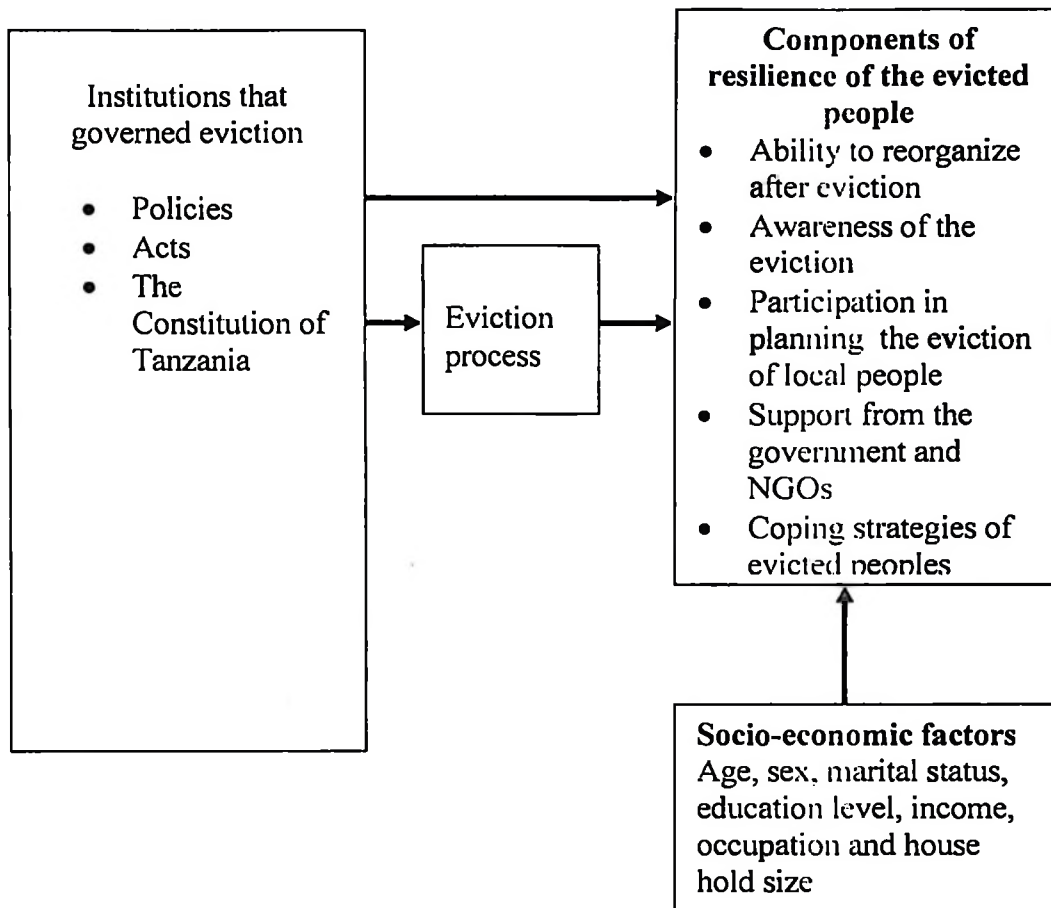 Institutions that
governed eviction
• Policies
• Acts
• The
Constitution of
Tanzania
Eviction
process
Components of
resilience of the evicted
people
• Ability to reorganize
after eviction
• Awareness of the
eviction
• Participation in
planning the eviction
of local people
• Support from the
government and
NGOs
• Coping strategies of
evicted peoples
Socio-economic factors
Age, sex, marital status,
education level, income,
occupation and house
hold size